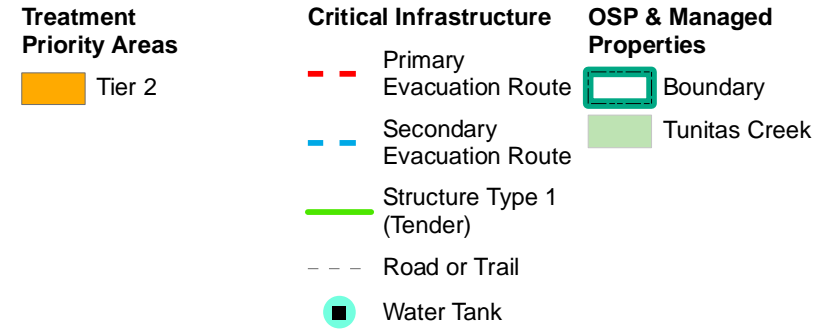 Treatment
Priority Areas
Tier 2
Critical Infrastructure
Primary
Evacuation Route
Secondary
Evacuation Route
Structure Type 1
(Tender)
Road or Trail
Water Tank
OSP & Managed
Properties
Boundary
Tunitas Creek